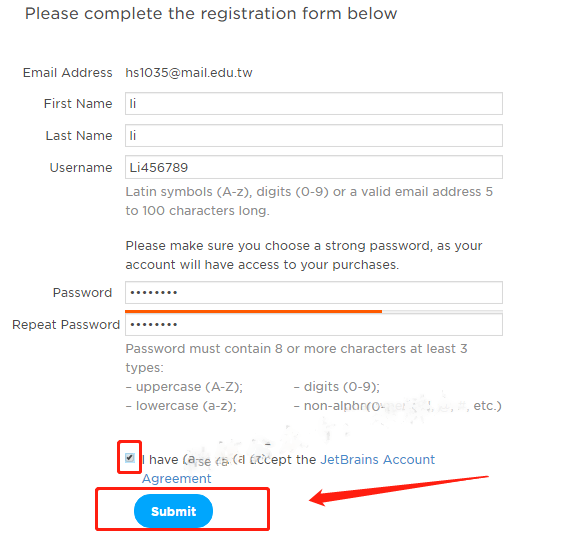 Please complete the registration form below
Email Address hs1035@mail.edu.tw
First Name li
Last Name li
Username Li456789
Latin symbols (A-z), digits (0-9) or a valid email address 5
to 100 characters long.
Please make sure you choose a strong password, as your
account will have access to your purchases.
Password ••••••••
Repeat Password ••••••••
Password must contain 8 or more characters at least 3
types:
– uppercase (A-Z); – digits (0-9);
– lowercase (a-z); etc.)
I have accept the JetBrains Account
Agreement
Submit